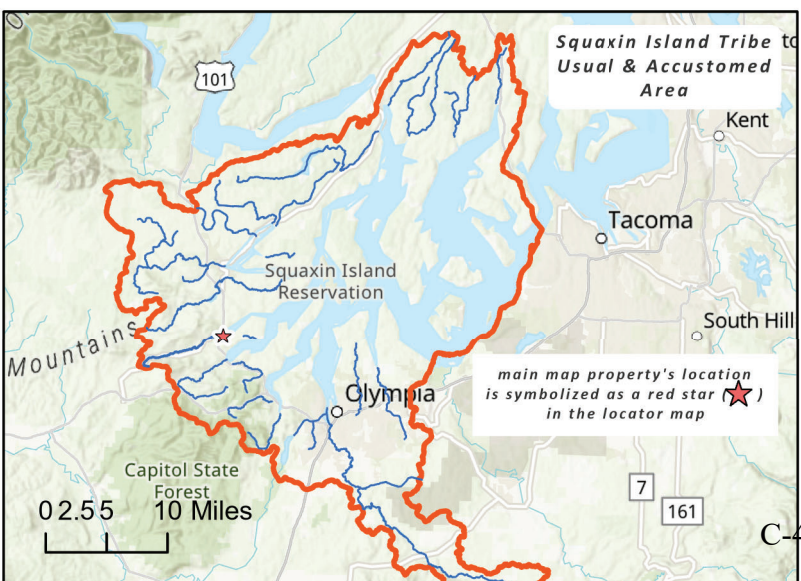 Squaxin Island Tribe
Usual & Accustomed
Area
101
Kent
Tacoma
Squaxin Island
Reservation
South Hill
Mountains
main map property's location
is symbolized as a red star ( )
in the locator map
Olympia
Capitol State
Forest
7
161
0 2.5 5 10 Miles
C-4